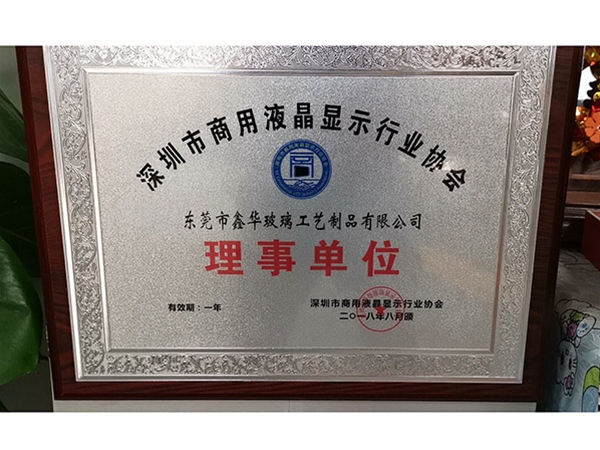 深圳市商用液晶显示行业协会
东莞市鑫华玻璃工艺制品有限公司
理事单位
有效期：一年
深圳市商用液晶显示行业协会
二〇一八年八月颁